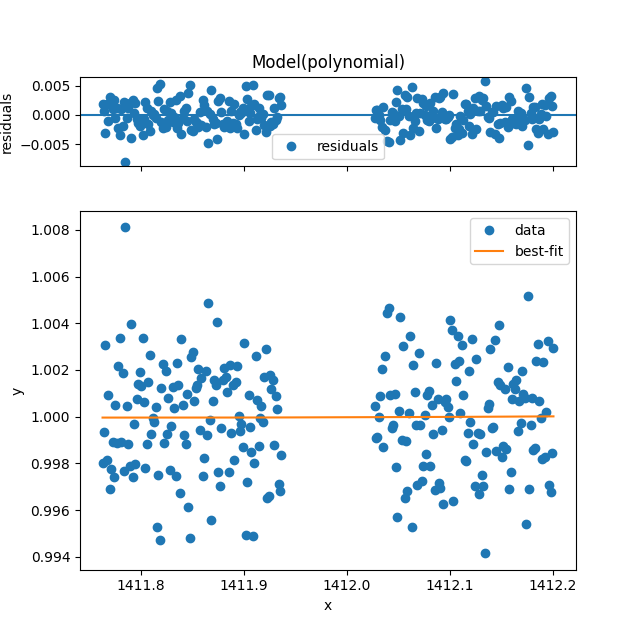 Model(polynomial)
0.005
0.000
−0.005
residuals
residuals
1.008
1.006
1.004
1.002
1.000
0.998
0.996
0.994
y
data
best-fit
1411.8 1411.9 1412.0 1412.1 1412.2
x